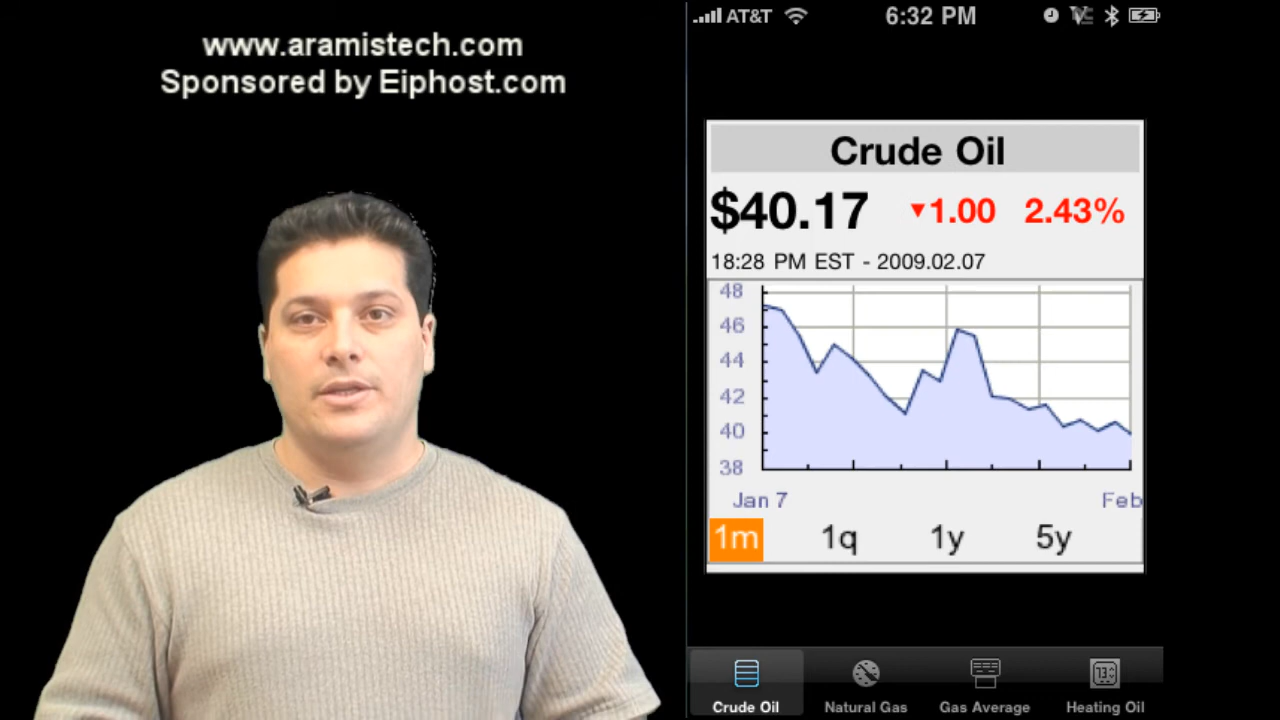 www.aramistech.com
Sponsored by Eiphost.com
AT&T 6:32 PM
Crude Oil
$40.17 ▼1.00 2.43%
18:28 PM EST - 2009.02.07
48
46
44
42
40
38
Jan 7 Feb
1m 1q 1y 5y
Crude Oil Natural Gas Gas Average Heating Oil